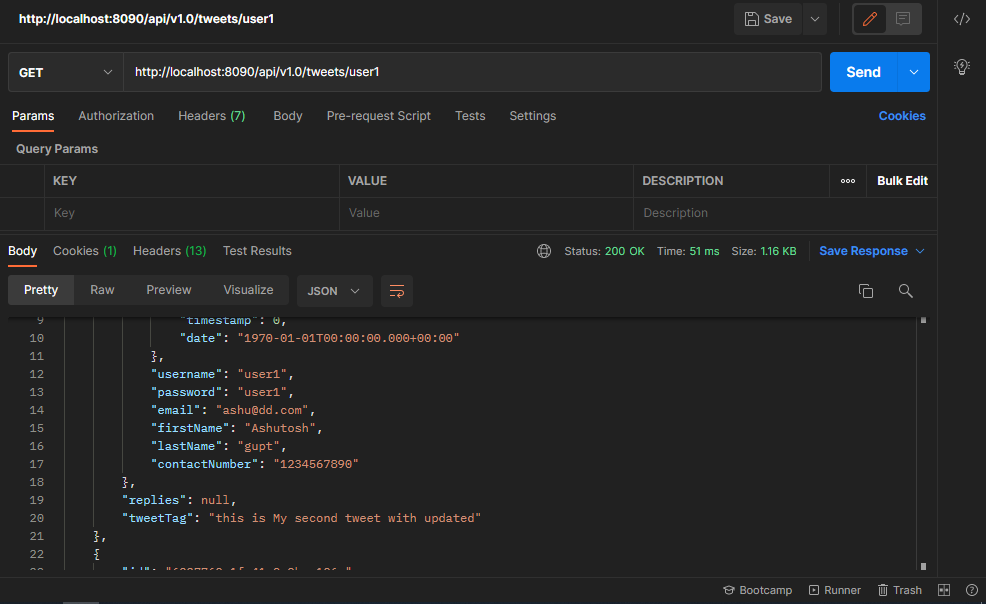 http://localhost:8090/api/v1.0/tweets/user1
Save
GET
http://localhost:8090/api/v1.0/tweets/user1
Send
Params Authorization Headers (7) Body Pre-request Script Tests Settings Cookies
Query Params
KEY VALUE DESCRIPTION ooo Bulk Edit
Key Value Description
Body Cookies (1) Headers (13) Test Results Status: 200 OK Time: 51 ms Size: 1.16 KB Save Response
Pretty Raw Preview Visualize JSON
9 "timestamp": 0,
10 "date": "1970-01-01T00:00:00.000+00:00"
11 },
12 "username": "user1",
13 "password": "user1",
14 "email": "ashu@dd.com",
15 "firstName": "Ashutosh",
16 "lastName": "gupt",
17 "contactNumber": "1234567890"
18 },
19 "replies": null,
20 "tweetTag": "this is My second tweet with updated"
21 },
22 {
Bootcamp Runner Trash